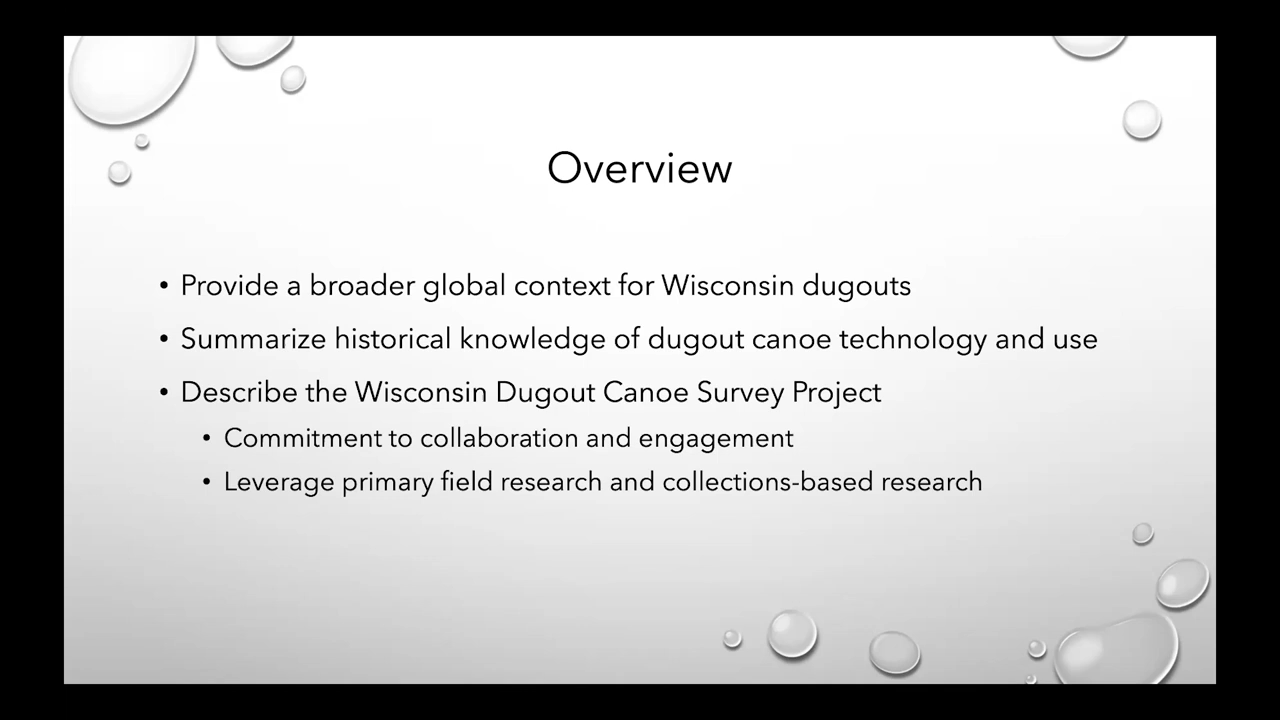 Overview
• Provide a broader global context for Wisconsin dugouts
• Summarize historical knowledge of dugout canoe technology and use
• Describe the Wisconsin Dugout Canoe Survey Project
• Commitment to collaboration and engagement
• Leverage primary field research and collections-based research